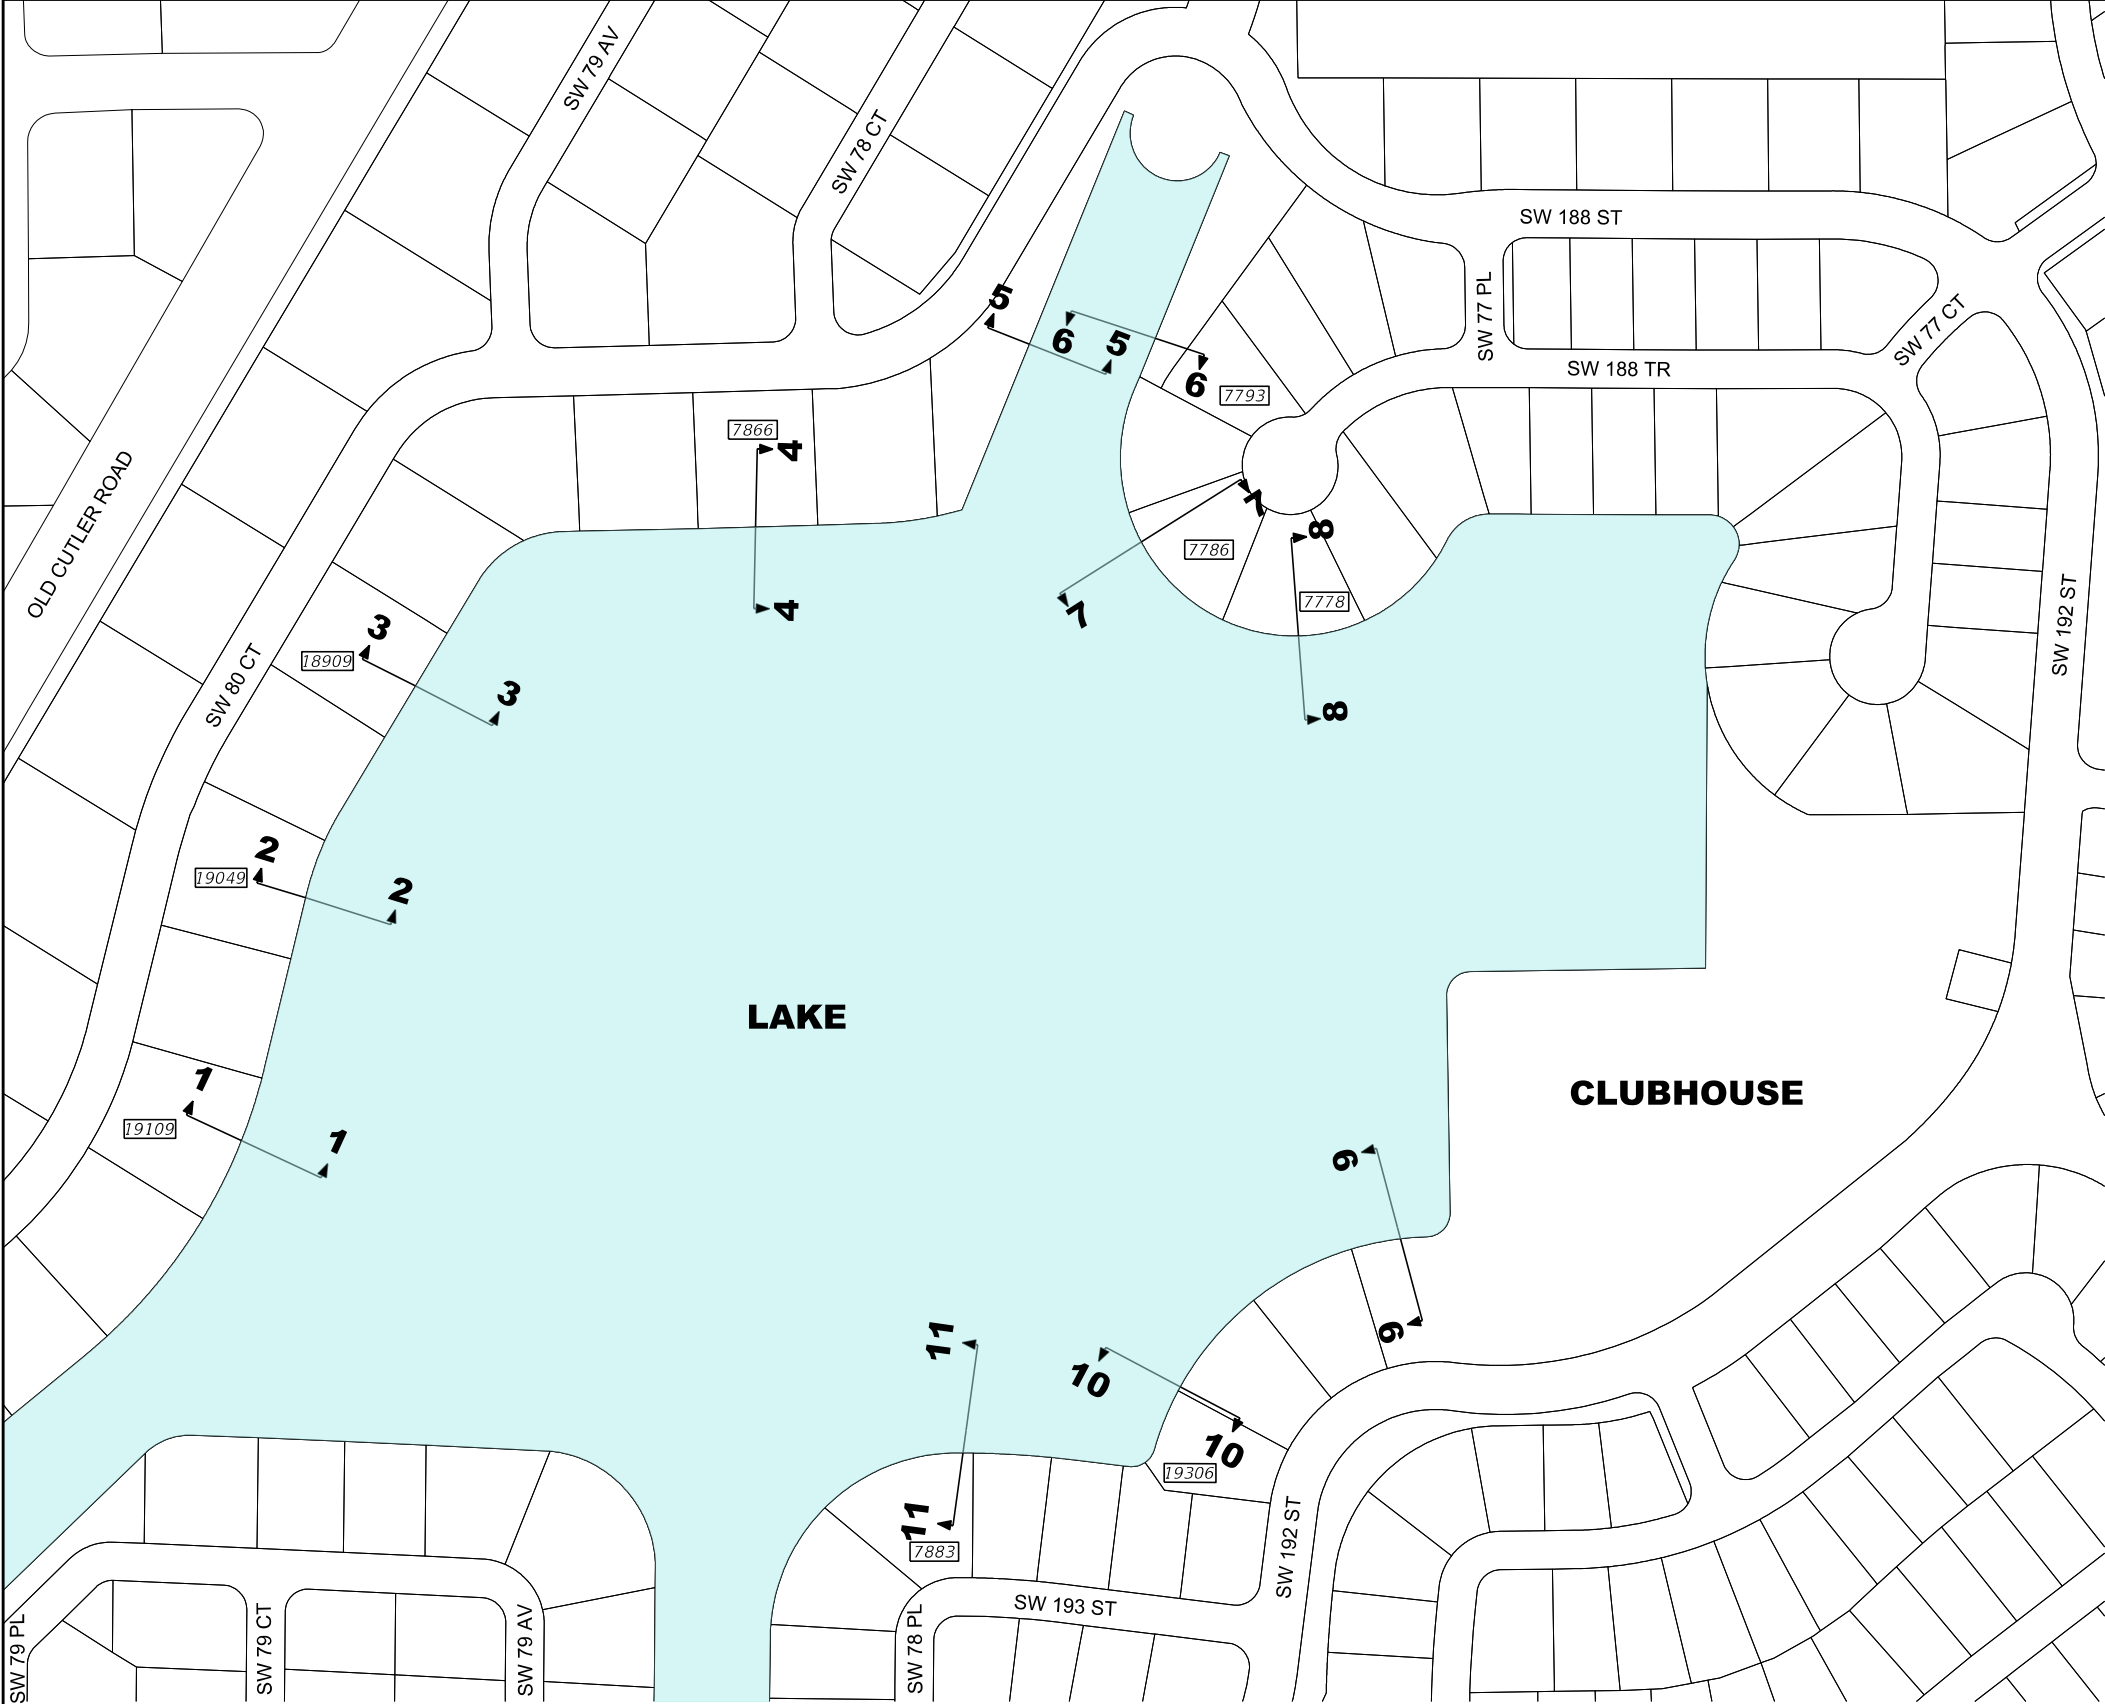 SW 79 AV
SW 78 CT
SW 188 ST
SW 77 PL
SW 77 CT
SW 188 TR
5
6
5
6
7793
7866
4
OLD CUTLER ROAD
7
8
7786
7778
4
7
3
18909
3
SW 80 CT
8
SW 192 ST
2
19049
2
LAKE
1
CLUBHOUSE
19109
1
9
11
9
10
10
19306
11
7883
SW 192 ST
SW 193 ST
SW 79 PL
SW 79 CT
SW 79 AV
SW 78 PL